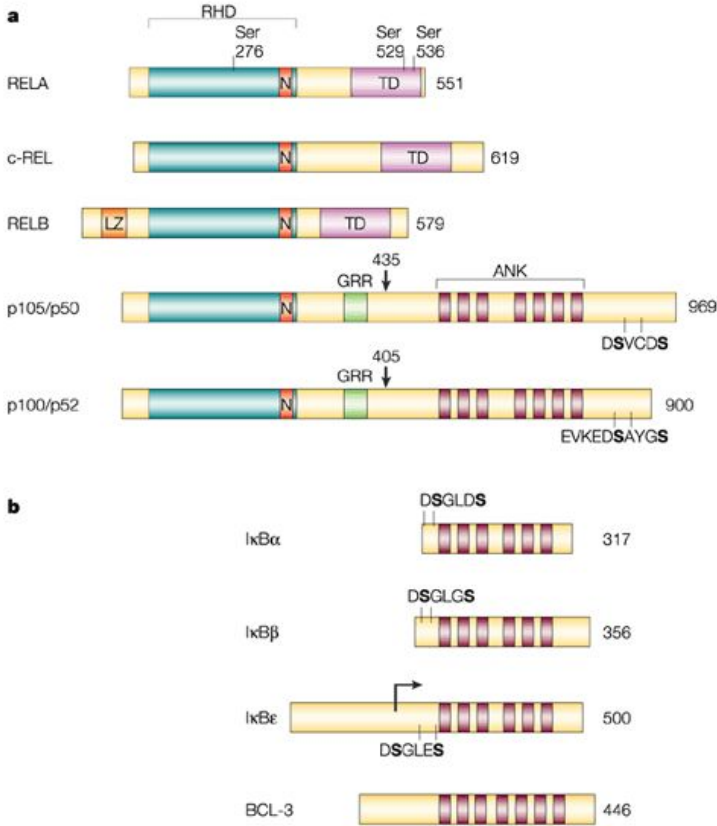 a
RHD
Ser
276
Ser
529
Ser
536
RELA
N
TD
551
c-REL
N
TD
619
RELB
LZ
N
TD
579
435
GRR
ANK
p105/p50
N
969
DSVCDS
405
GRR
p100/p52
N
900
EVKEDSAYGS
b
DSGLDS
IκBα
317
DSGLGS
IκBβ
356
IκBε
500
DSGLES
BCL-3
446